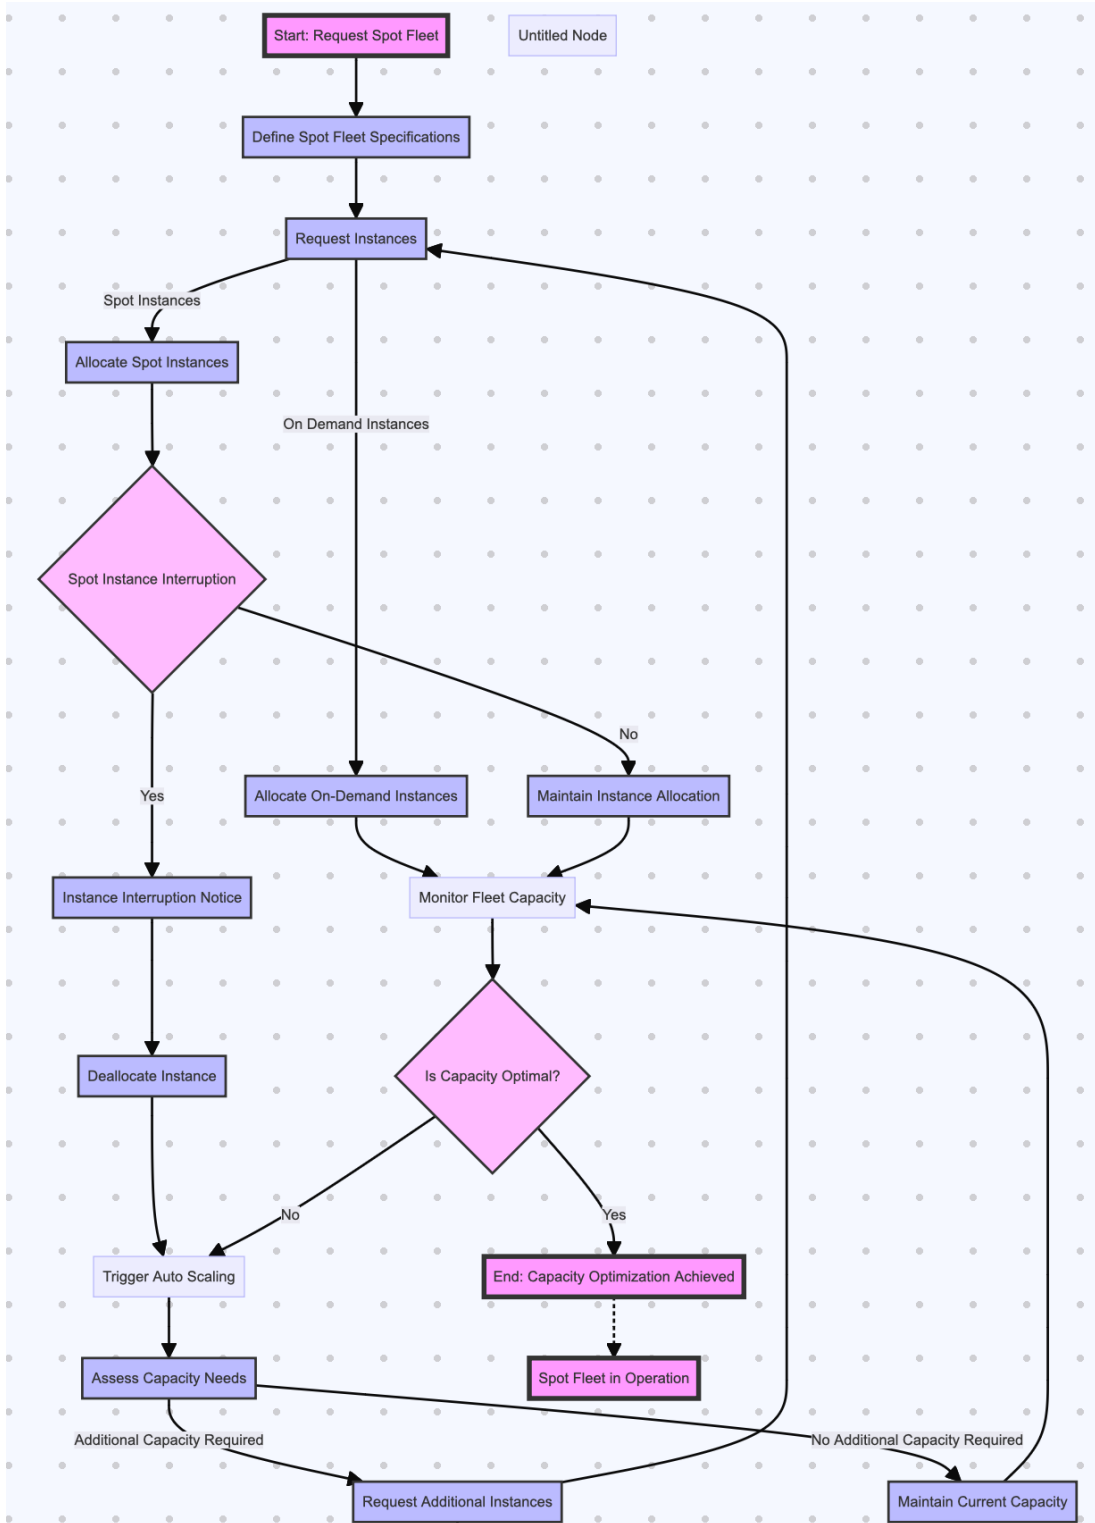 Start: Request Spot Fleet
Untitled Node
Define Spot Fleet Specifications
Request Instances
Spot Instances
Allocate Spot Instances
On Demand Instances
Spot Instance Interruption
No
Yes
Allocate On-Demand Instances
Maintain Instance Allocation
Instance Interruption Notice
Monitor Fleet Capacity
Deallocate Instance
Is Capacity Optimal?
No
Yes
Trigger Auto Scaling
End: Capacity Optimization Achieved
Assess Capacity Needs
Spot Fleet in Operation
Additional Capacity Required
No Additional Capacity Required
Request Additional Instances
Maintain Current Capacity